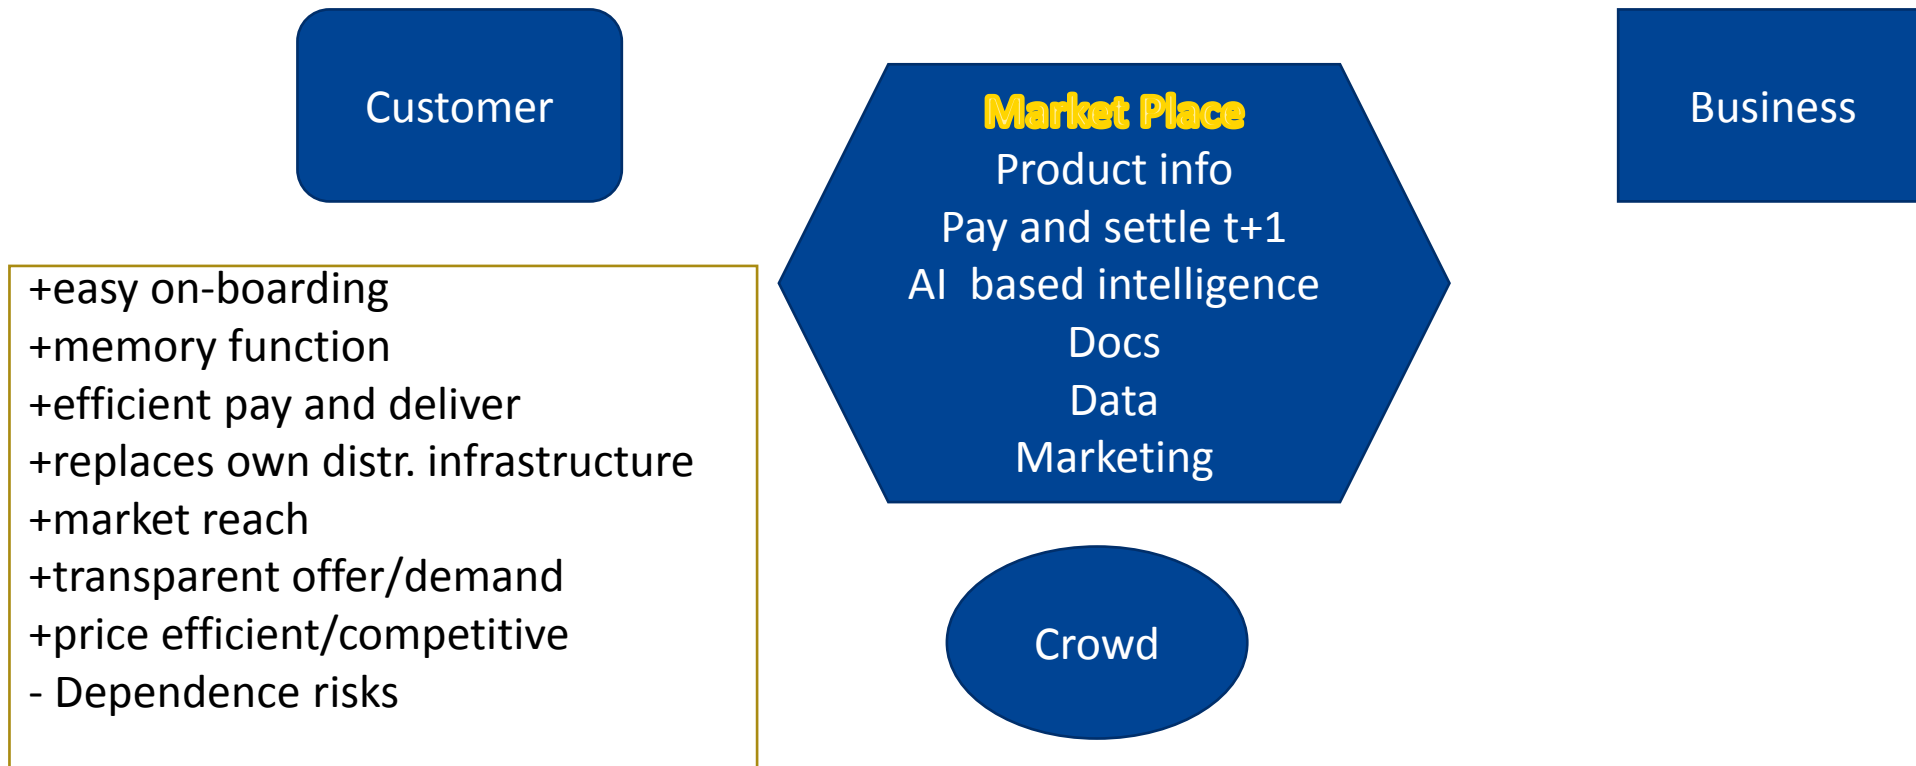 Customer
Market Place
Product info
Pay and settle t+1
AI  based intelligence
Docs
Data
Marketing
Business
+easy on-boarding
+memory function
+efficient pay and deliver
+replaces own distr. infrastructure
+market reach
+transparent offer/demand
+price efficient/competitive
- Dependence risks
Crowd